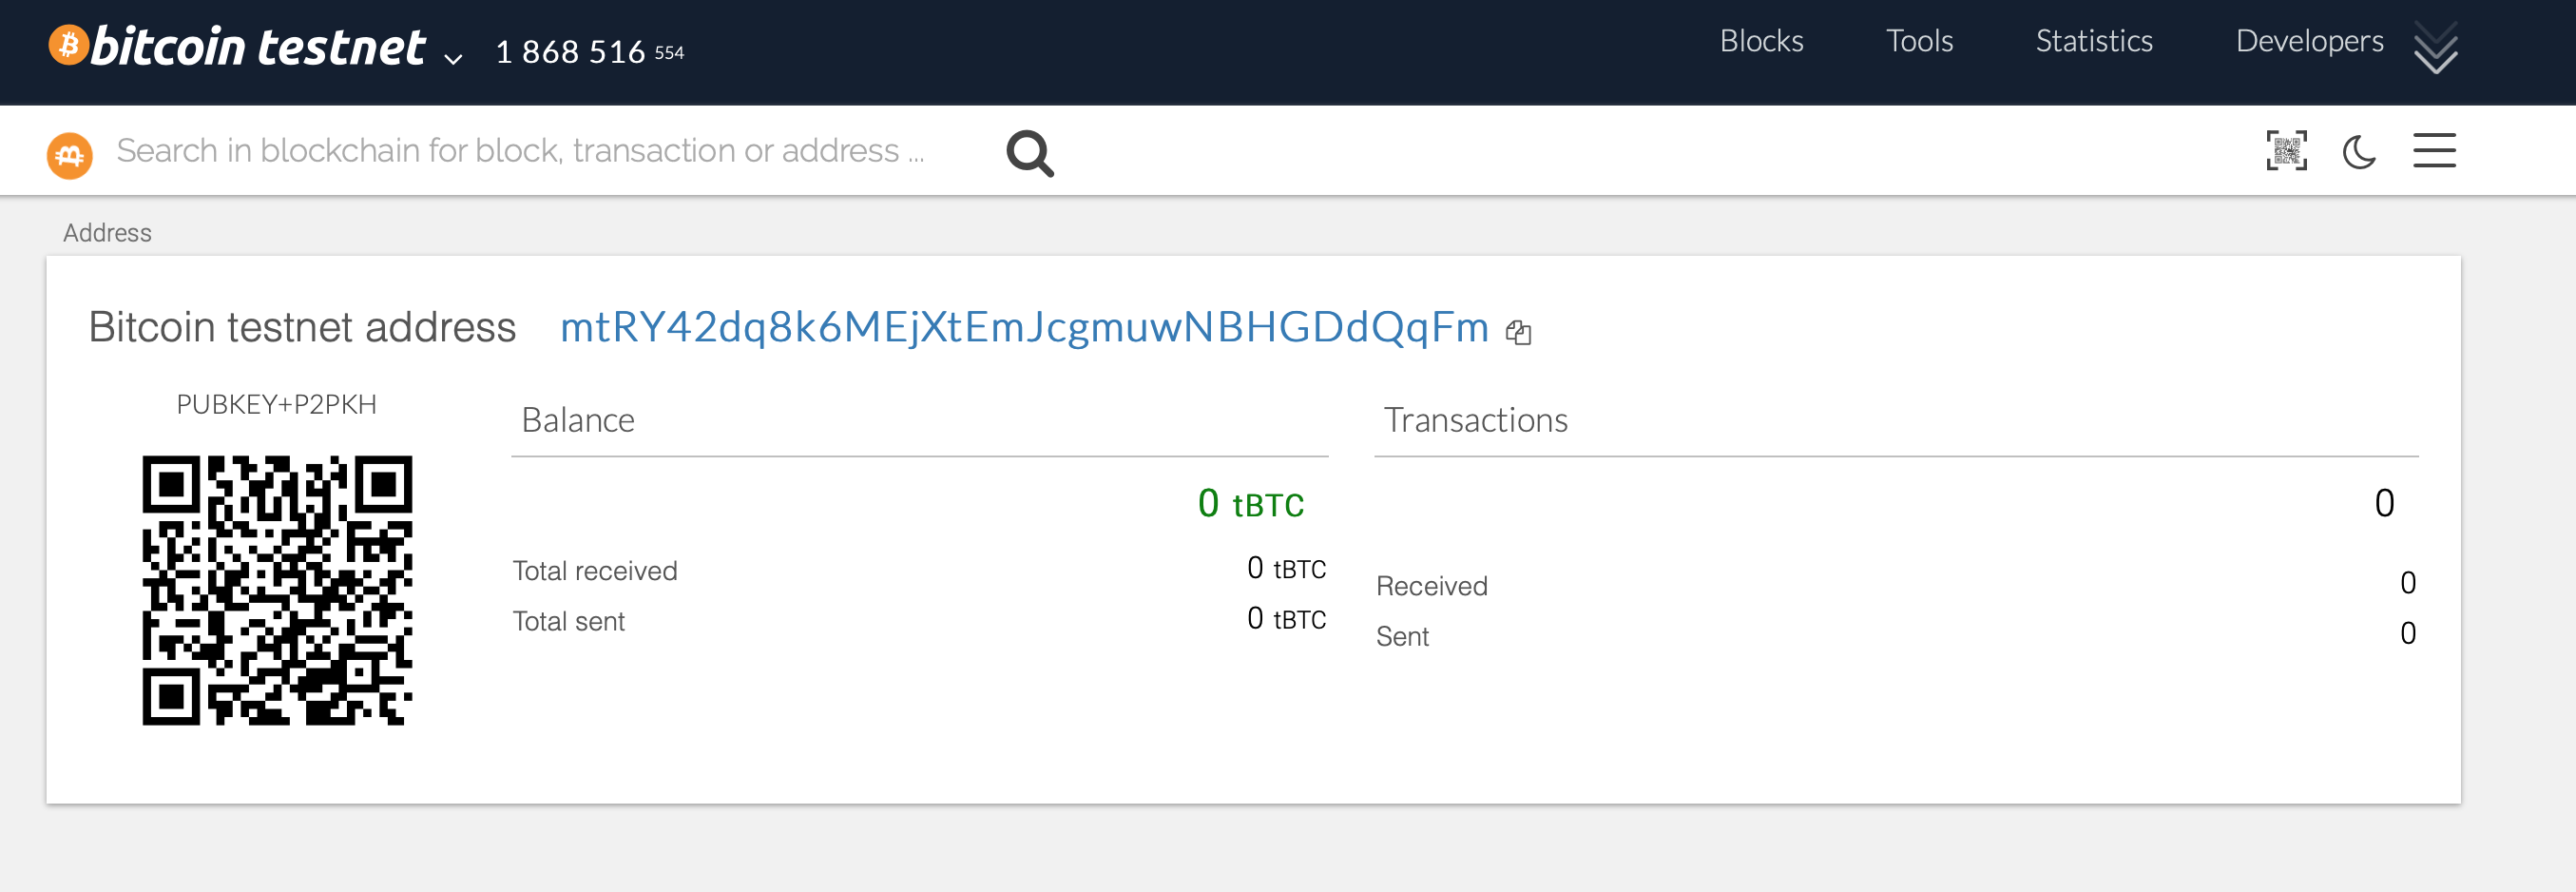 bitcoin testnet 1 868 516 554 Blocks Tools Statistics Developers
Search in blockchain for block, transaction or address ...
Address
Bitcoin testnet address mtRY42dq8k6MEjXtEmJcgmuwNBHGDdQqFm
PUBKEY+P2PKH
Balance
0 tBTC
Total received 0 tBTC
Total sent 0 tBTC
Transactions
0
Received 0
Sent 0